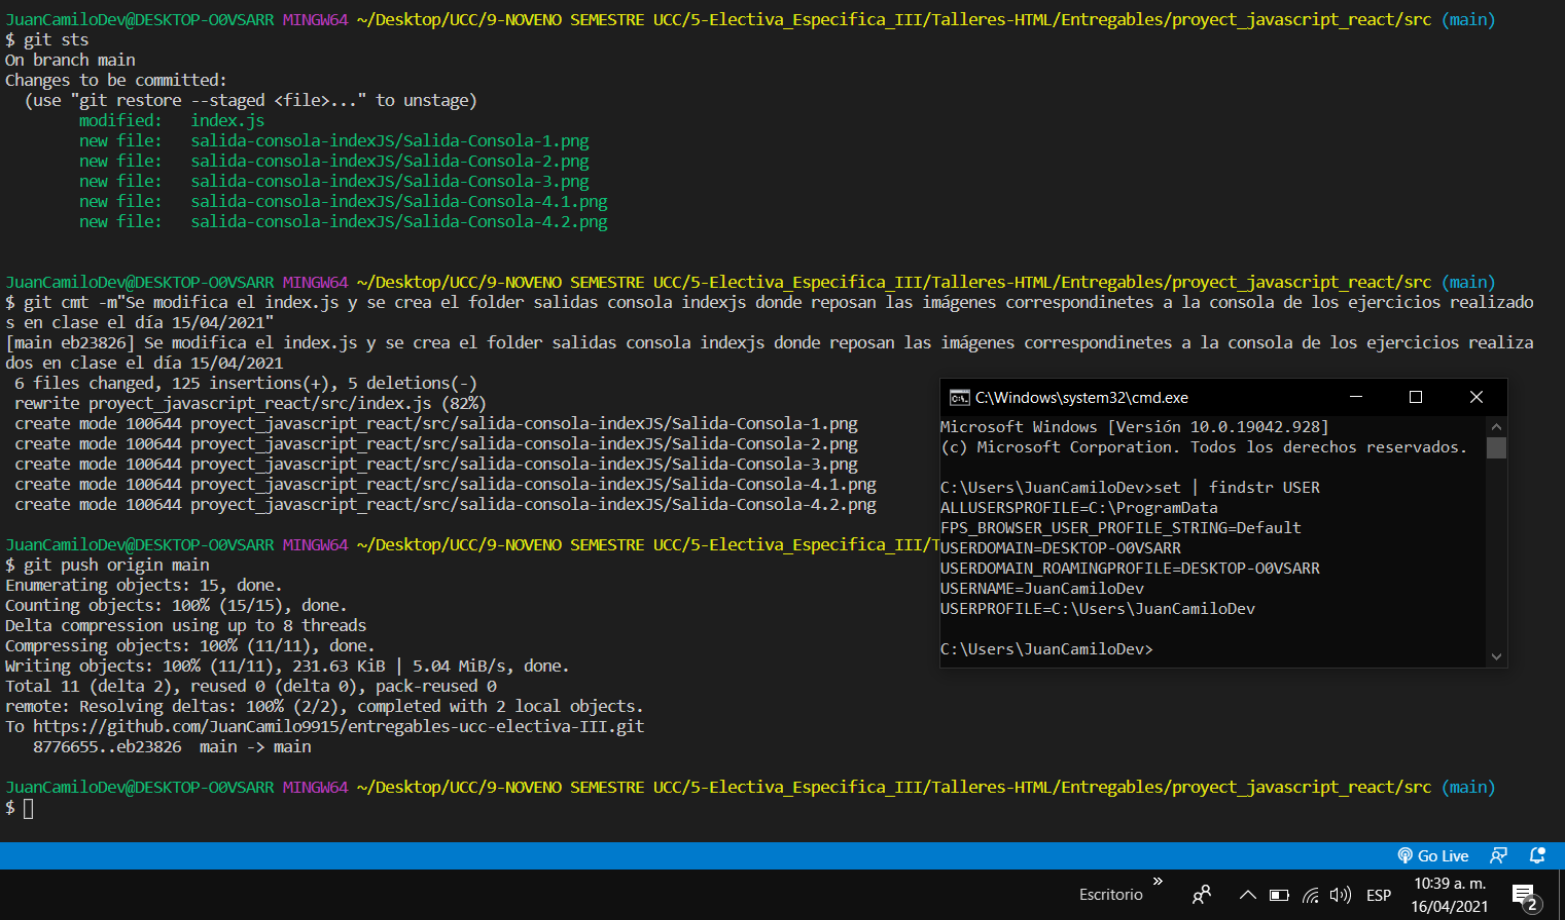 JuanCamiloDev@DESKTOP-O0VSARR MINGW64 ~/Desktop/UCC/9-NOVENO SEMESTRE UCC/5-Electiva_Especifica_III/Talleres-HTML/Entregables/proyect_javascript_react/src (main)
$ git sts
On branch main
Changes to be committed:
  (use "git restore --staged <file>..." to unstage)
        modified:   index.js
        new file:   salida-consola-indexJS/Salida-Consola-1.png
        new file:   salida-consola-indexJS/Salida-Consola-2.png
        new file:   salida-consola-indexJS/Salida-Consola-3.png
        new file:   salida-consola-indexJS/Salida-Consola-4.1.png
        new file:   salida-consola-indexJS/Salida-Consola-4.2.png
JuanCamiloDev@DESKTOP-O0VSARR MINGW64 ~/Desktop/UCC/9-NOVENO SEMESTRE UCC/5-Electiva_Especifica_III/Talleres-HTML/Entregables/proyect_javascript_react/src (main)
$ git cmt -m"Se modifica el index.js y se crea el folder salidas consola indexjs donde reposan las imágenes correspondinetes a la consola de los ejercicios realizado
s en clase el día 15/04/2021"
[main eb23826] Se modifica el index.js y se crea el folder salidas consola indexjs donde reposan las imágenes correspondinetes a la consola de los ejercicios realiza
dos en clase el día 15/04/2021
 6 files changed, 125 insertions(+), 5 deletions(-)
 rewrite proyect_javascript_react/src/index.js (82%)
 create mode 100644 proyect_javascript_react/src/salida-consola-indexJS/Salida-Consola-1.png
 create mode 100644 proyect_javascript_react/src/salida-consola-indexJS/Salida-Consola-2.png
 create mode 100644 proyect_javascript_react/src/salida-consola-indexJS/Salida-Consola-3.png
 create mode 100644 proyect_javascript_react/src/salida-consola-indexJS/Salida-Consola-4.1.png
 create mode 100644 proyect_javascript_react/src/salida-consola-indexJS/Salida-Consola-4.2.png
JuanCamiloDev@DESKTOP-O0VSARR MINGW64 ~/Desktop/UCC/9-NOVENO SEMESTRE UCC/5-Electiva_Especifica_III/T
$ git push origin main
Enumerating objects: 15, done.
Counting objects: 100% (15/15), done.
Delta compression using up to 8 threads
Compressing objects: 100% (11/11), done.
Writing objects: 100% (11/11), 231.63 KiB | 5.04 MiB/s, done.
Total 11 (delta 2), reused 0 (delta 0), pack-reused 0
remote: Resolving deltas: 100% (2/2), completed with 2 local objects.
To https://github.com/JuanCamilo9915/entregables-ucc-electiva-III.git
   8776655..eb23826  main -> main
JuanCamiloDev@DESKTOP-O0VSARR MINGW64 ~/Desktop/UCC/9-NOVENO SEMESTRE UCC/5-Electiva_Especifica_III/Talleres-HTML/Entregables/proyect_javascript_react/src (main)
$
C:\Windows\system32\cmd.exe
Microsoft Windows [Versión 10.0.19042.928]
(c) Microsoft Corporation. Todos los derechos reservados.
C:\Users\JuanCamiloDev>set | findstr USER
ALLUSERSPROFILE=C:\ProgramData
FPS_BROWSER_USER_PROFILE_STRING=Default
USERDOMAIN=DESKTOP-O0VSARR
USERDOMAIN_ROAMINGPROFILE=DESKTOP-O0VSARR
USERNAME=JuanCamiloDev
USERPROFILE=C:\Users\JuanCamiloDev
C:\Users\JuanCamiloDev>
Go Live
Escritorio
ESP
10:39 a. m.
16/04/2021
2